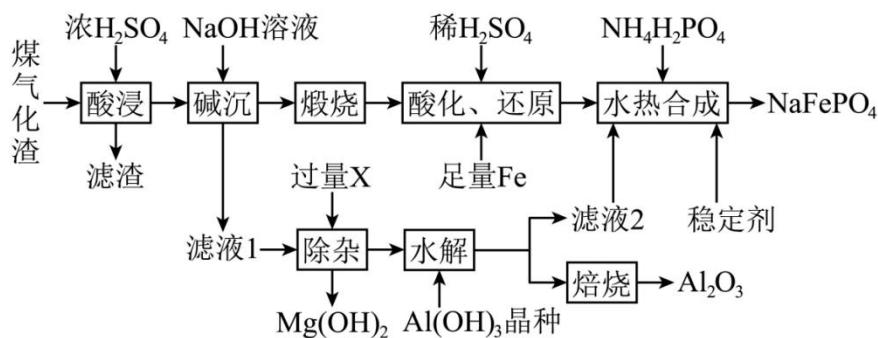 浓H₂SO₄
NaOH溶液
稀H₂SO₄
NH₄H₂PO₄
煤气化渣
酸浸
碱沉
煅烧
酸化、还原
水热合成
NaFePO₄
滤渣
过量X
足量Fe
滤液1
除杂
水解
滤液2
稳定剂
焙烧
Al₂O₃
Mg(OH)₂
Al(OH)₃晶种